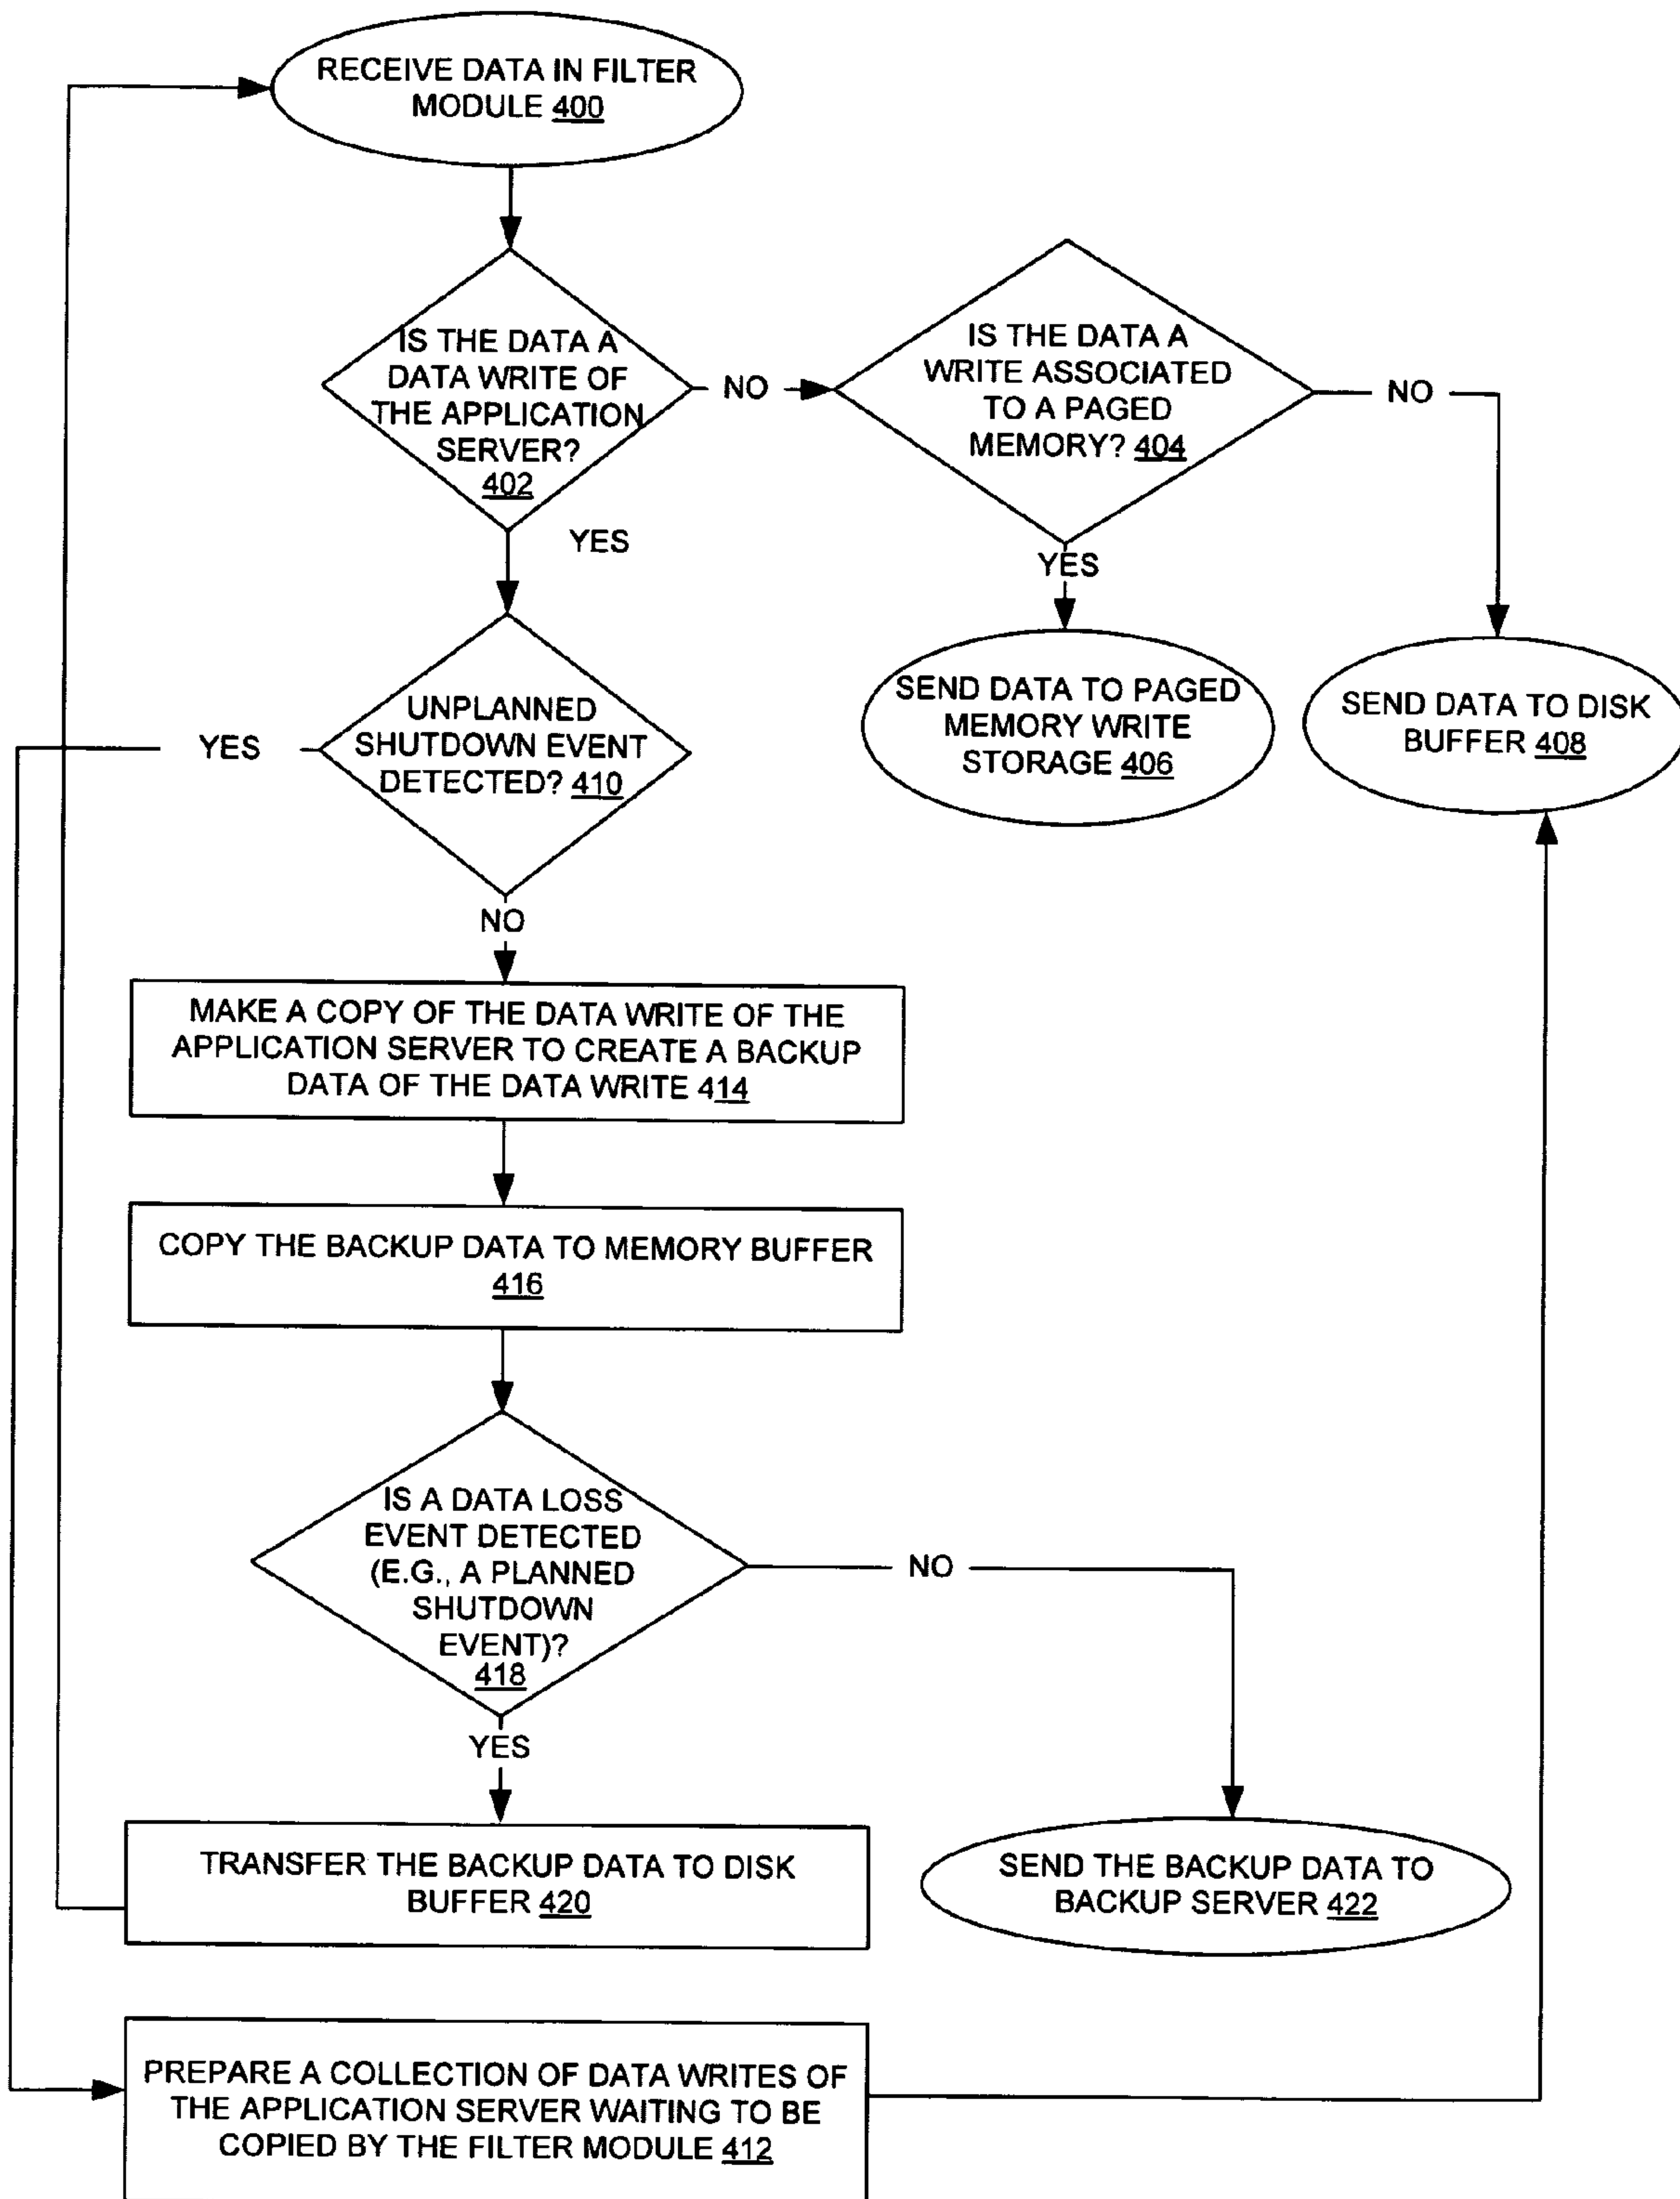 RECEIVE DATA IN FILTER
MODULE 400
IS THE DATA A
DATA WRITE OF
THE APPLICATION
SERVER?
402
NO
IS THE DATA A
WRITE ASSOCIATED
TO A PAGED
MEMORY? 404
NO
YES
YES
SEND DATA TO PAGED
MEMORY WRITE
STORAGE 406
SEND DATA TO DISK
BUFFER 408
UNPLANNED
SHUTDOWN EVENT
DETECTED? 410
YES
NO
MAKE A COPY OF THE DATA WRITE OF THE
APPLICATION SERVER TO CREATE A BACKUP
DATA OF THE DATA WRITE 414
COPY THE BACKUP DATA TO MEMORY BUFFER
416
IS A DATA LOSS
EVENT DETECTED
(E.G., A PLANNED
SHUTDOWN
EVENT)?
418
NO
YES
TRANSFER THE BACKUP DATA TO DISK
BUFFER 420
SEND THE BACKUP DATA TO
BACKUP SERVER 422
PREPARE A COLLECTION OF DATA WRITES OF
THE APPLICATION SERVER WAITING TO BE
COPIED BY THE FILTER MODULE 412